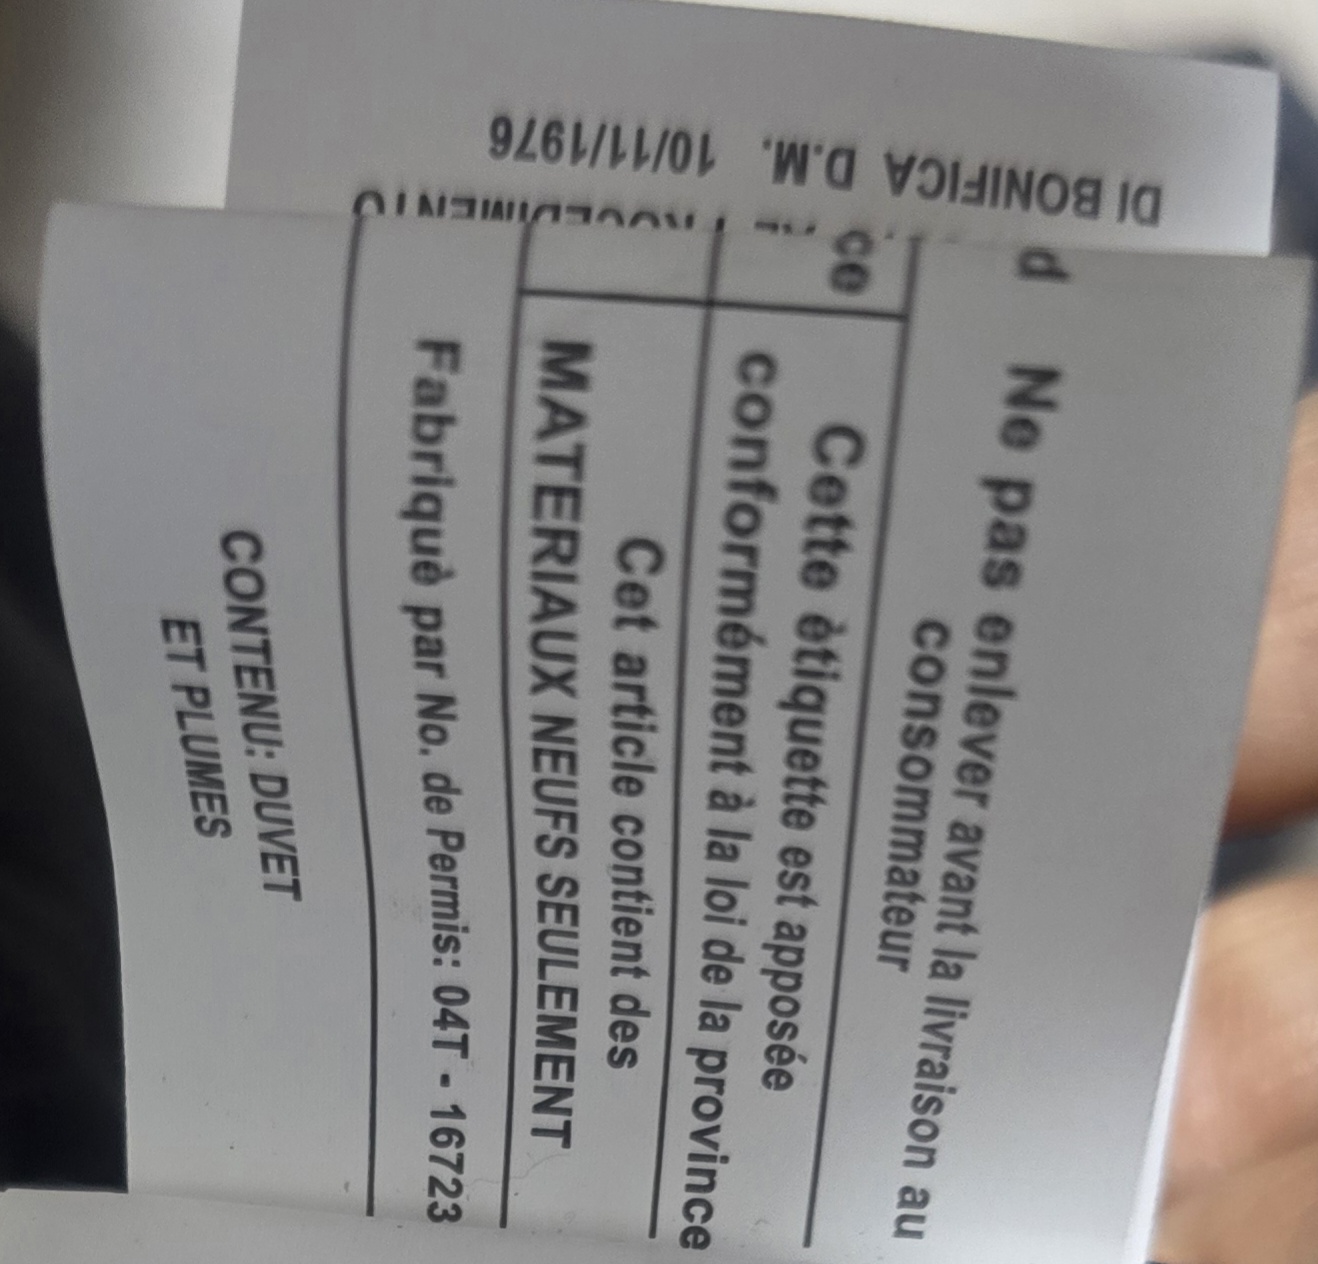 DI BONIFICA D.M. 10/11/1976
d Ne pas enlever avant la livraison au
consommateur
Cette ètiquette est apposée
ce conformément à la loi de la province
Cet article contient des
MATERIAUX NEUFS SEULEMENT
Fabriquè par No. de Permis: 04T - 16723
CONTENU: DUVET
ET PLUMES